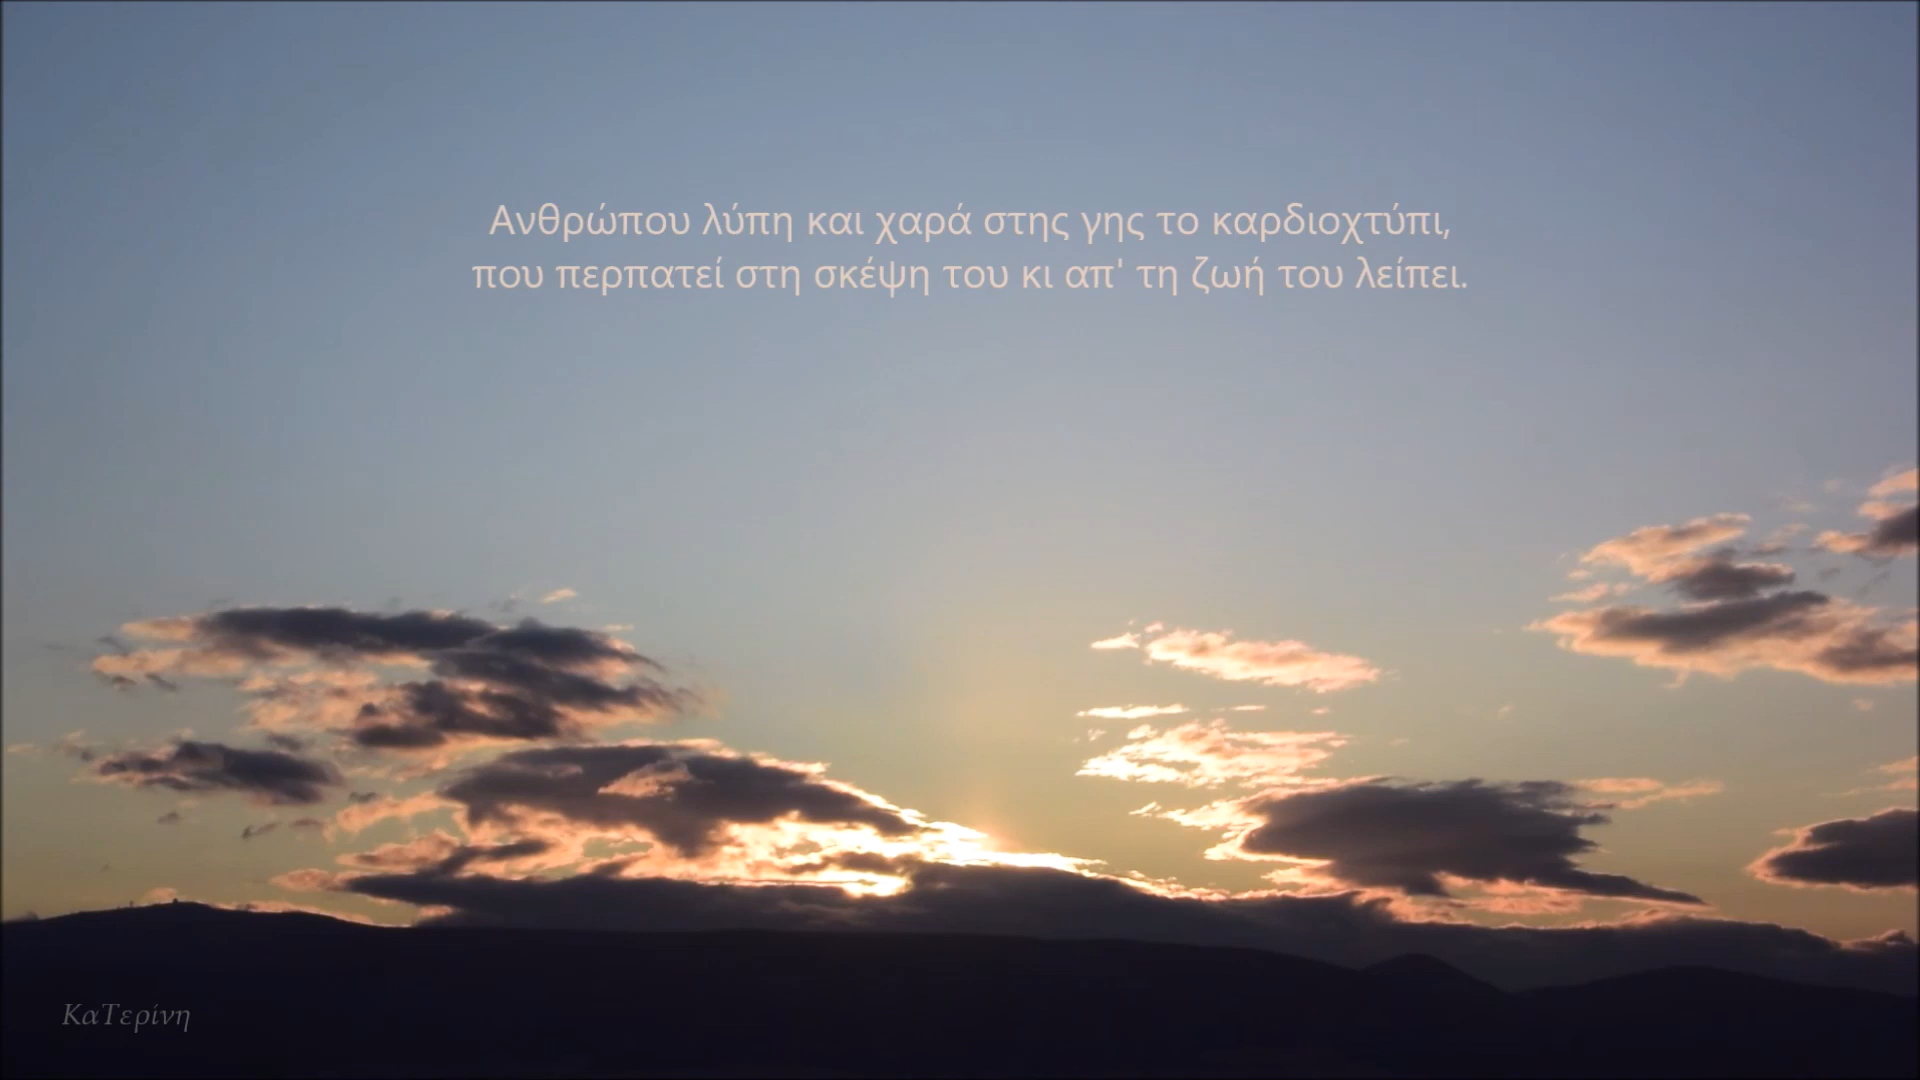 Ανθρώπου λύπη και χαρά στης γης το καρδιοχτύπι,
που περπατεί στη σκέψη του κι απ' τη ζωή του λείπει.
ΚαΤερίνη